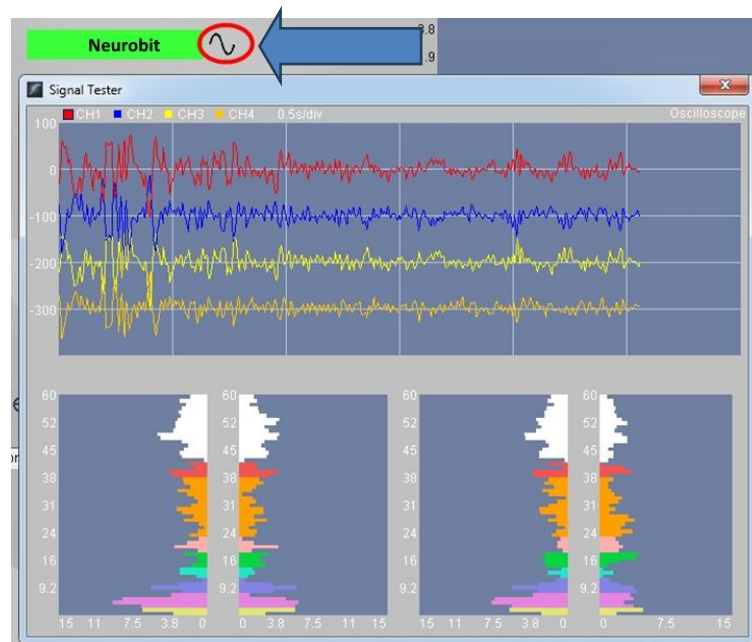 3.8
Neurobit
.9
Signal Tester
CH1 CH2 CH3 CH4 0.5s/div Oscilloscope
100
0
-100
-200
-300
60 60 60 60
52 52 52 52
45 45 45 45
38 38 38 38
31 31 31 31
24 24 24 24
16 16 16 16
9.2 9.2 9.2 9.2
15 11 7.5 3.8 0 0 3.8 7.5 11 15 15 11 7.5 3.8 0 0 7.5 11 15